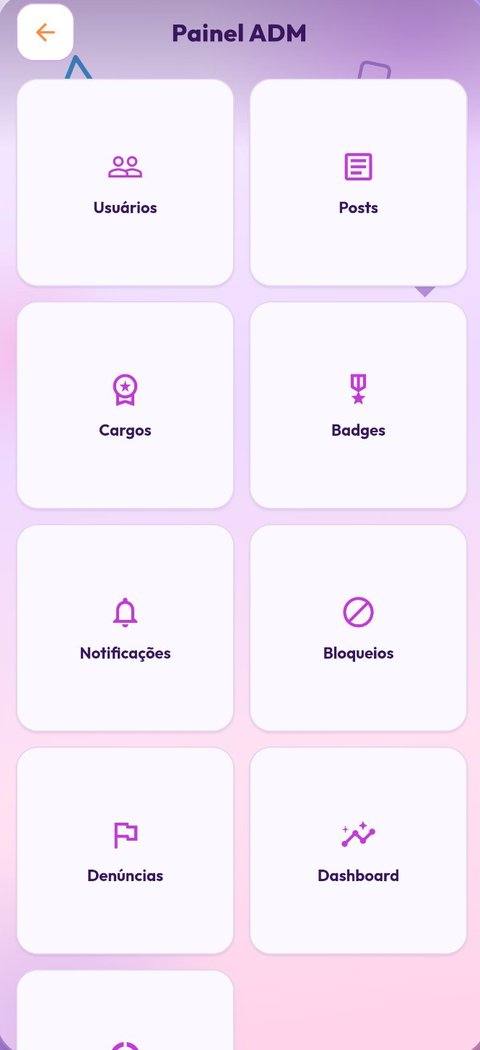 Painel ADM
Usuários
Posts
Cargos
Badges
Notificações
Bloqueios
Denúncias
Dashboard